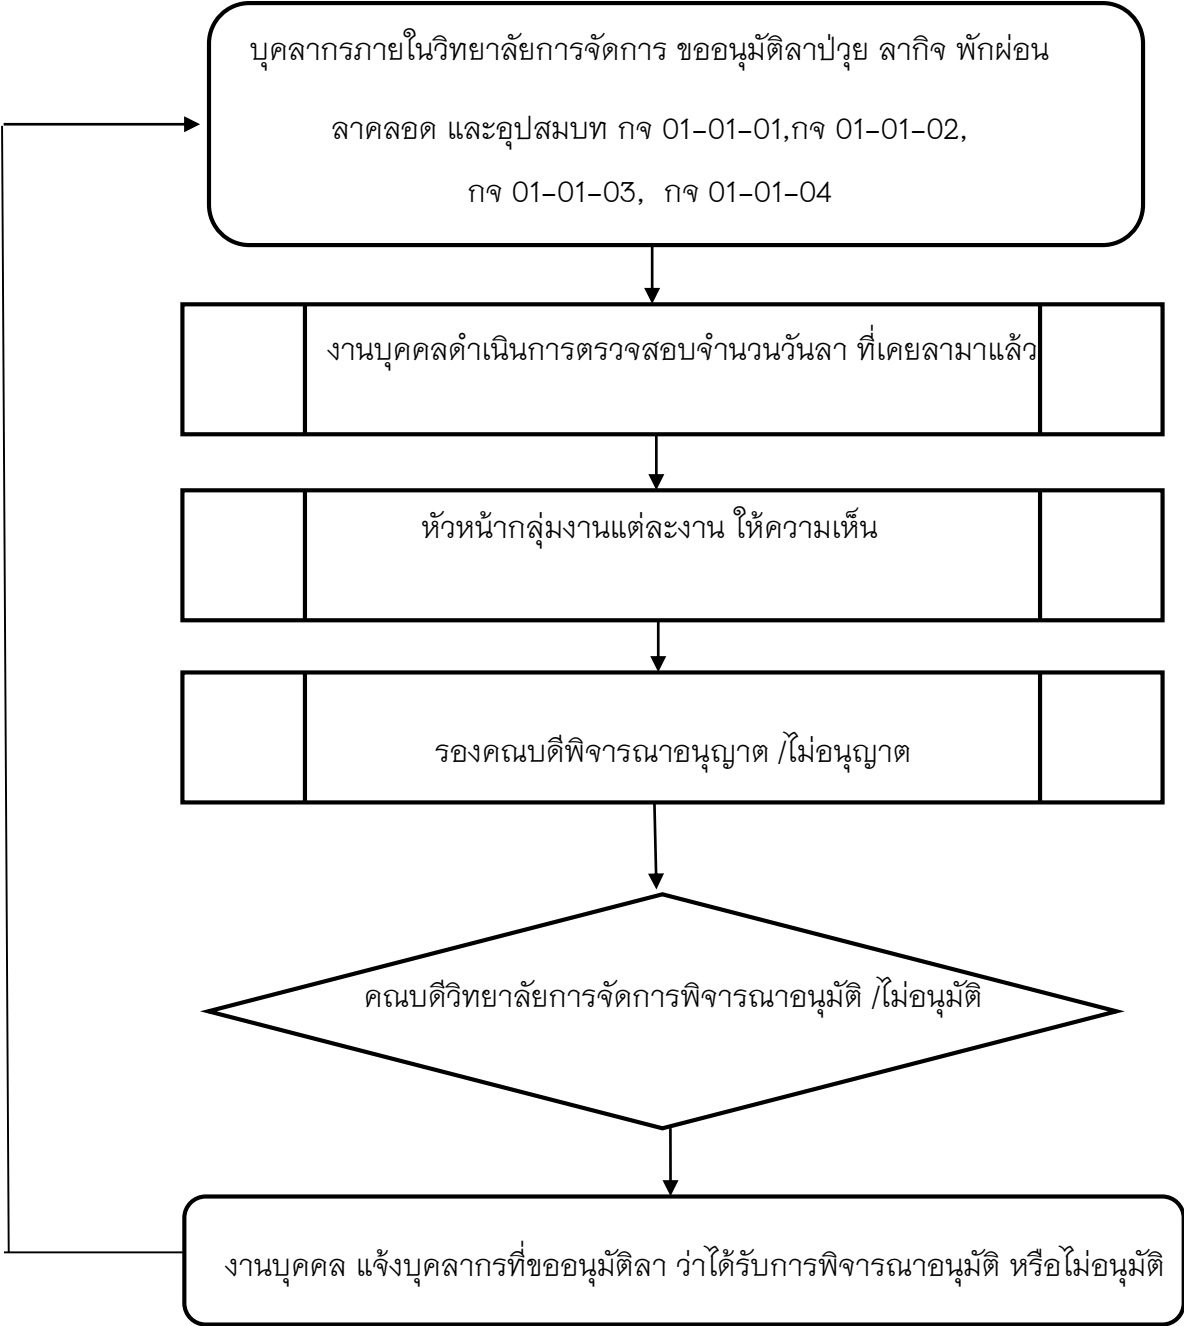 บุคลากรภายในวิทยาลัยการจัดการ ขออนุมัติลาป่วุย ลากิจ พักผ่อน
ลาคลอด และอุปสมบท กจ 01-01-01,กจ 01-01-02,
กจ 01-01-03, กจ 01-01-04
งานบุคคลดำเนินการตรวจสอบจำนวนวันลา ที่เคยลามาแล้ว
หัวหน้ากลุ่มงานแต่ละงาน ให้ความเห็น
รองคณบดีพิจารณาอนุญาต /ไม่อนุญาต
คณบดีวิทยาลัยการจัดการพิจารณาอนุมัติ /ไม่อนุมัติ
งานบุคคล แจ้งบุคลากรที่ขออนุมัติลา ว่าได้รับการพิจารณาอนุมัติ หรือไม่อนุมัติ